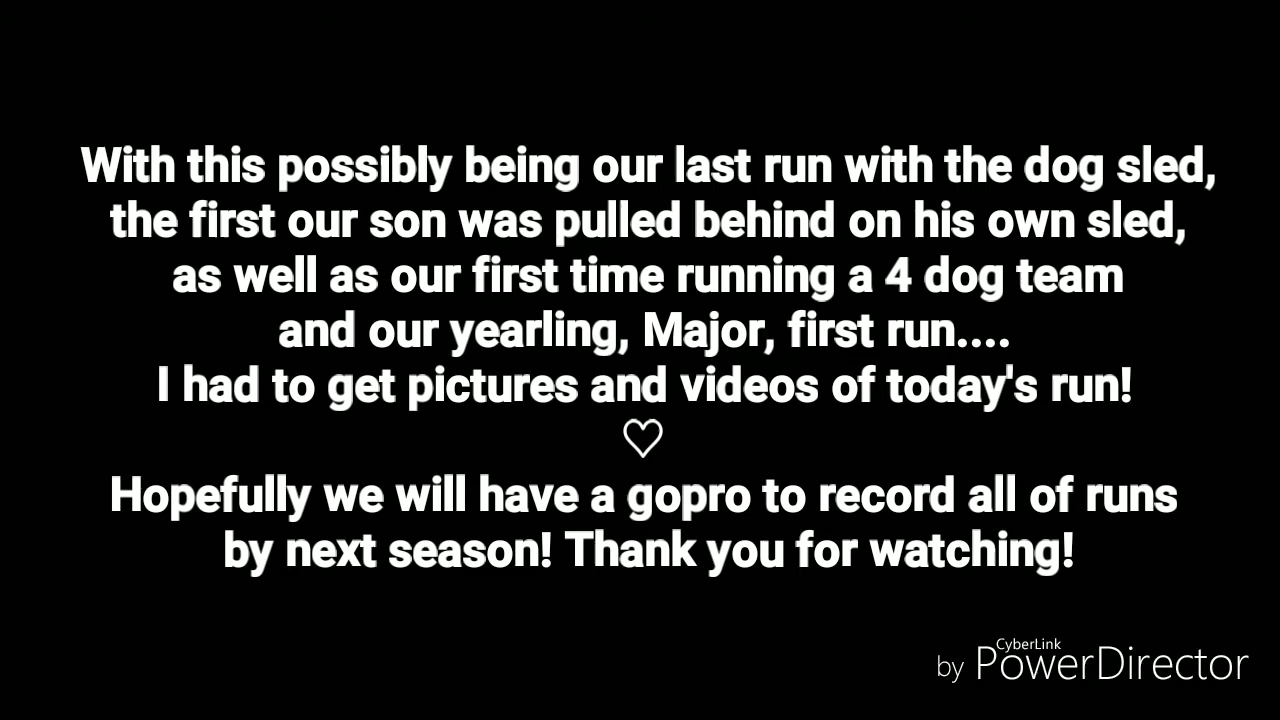 With this possibly being our last run with the dog sled,
the first our son was pulled behind on his own sled,
as well as our first time running a 4 dog team
and our yearling, Major, first run....
I had to get pictures and videos of today's run!
♡
Hopefully we will have a gopro to record all of runs
by next season! Thank you for watching!
CyberLink
by PowerDirector